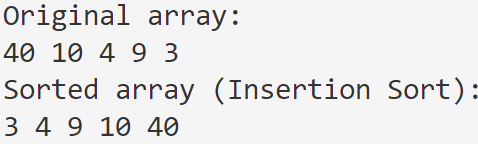 Original array:
40 10 4 9 3
Sorted array (Insertion Sort):
3 4 9 10 40